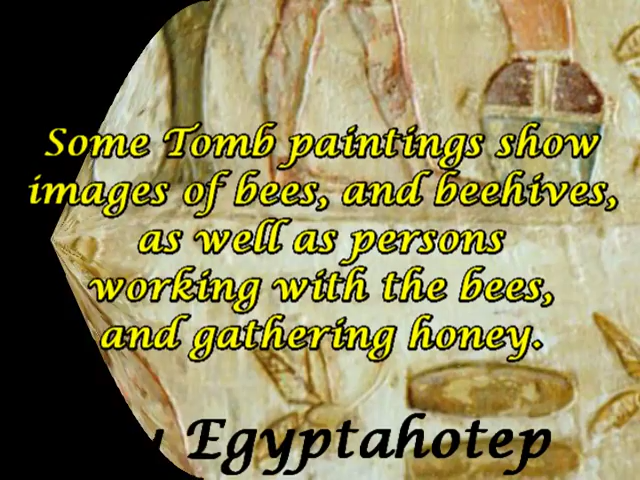 Some Tomb paintings show
images of bees, and beehives,
as well as persons
working with the bees,
and gathering honey.
Egyptahotep